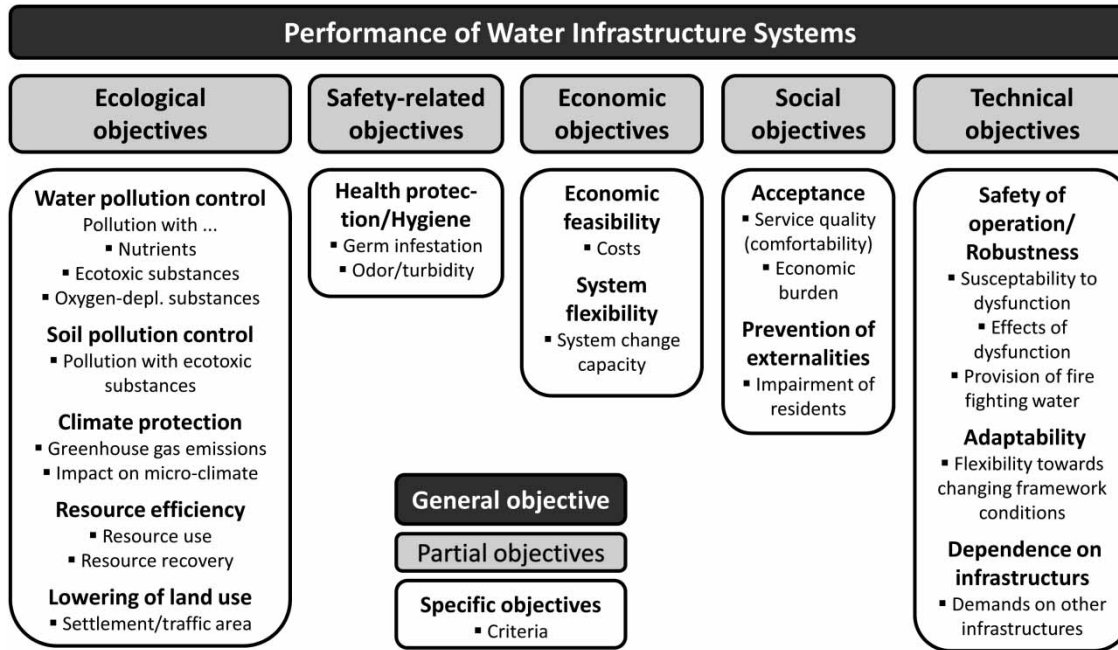 Performance of Water Infrastructure Systems
Ecological
objectives
Water pollution control
Pollution with ...
▪ Nutrients
▪ Ecotoxic substances
▪ Oxygen-depl. substances
Soil pollution control
▪ Pollution with ecotoxic
substances
Climate protection
▪ Greenhouse gas emissions
▪ Impact on micro-climate
Resource efficiency
▪ Resource use
▪ Resource recovery
Lowering of land use
▪ Settlement/traffic area
Safety-related
objectives
Health protec-
tion/Hygiene
▪ Germ infestation
▪ Odor/turbidity
Economic
objectives
Economic
feasibility
▪ Costs
System
flexibility
▪ System change
capacity
Social
objectives
Acceptance
▪ Service quality
(comfortability)
▪ Economic
burden
Prevention of
externalities
▪ Impairment of
residents
Technical
objectives
Safety of
operation/
Robustness
▪ Susceptability to
dysfunction
▪ Effects of
dysfunction
▪ Provision of fire
fighting water
Adaptability
▪ Flexibility towards
changing framework
conditions
Dependence on
infrastructurs
▪ Demands on other
infrastructures
General objective
Partial objectives
Specific objectives
▪ Criteria